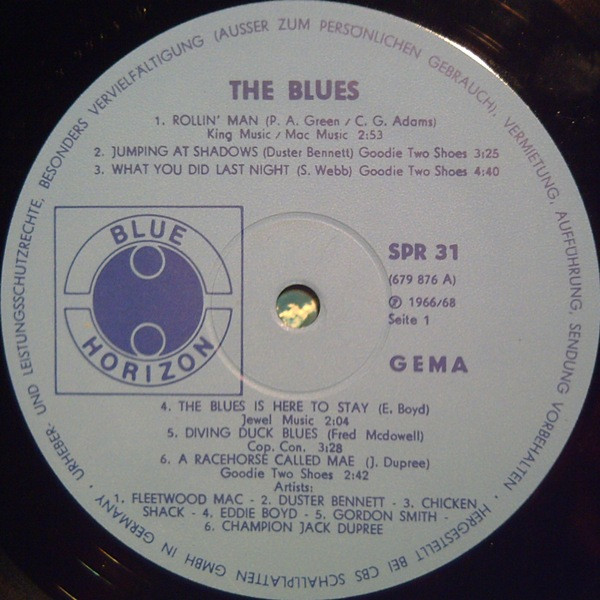 URHEBER- UND LEISTUNGSSCHUTZRECHTE, BESONDERS VERVIELFÄLTIGUNG (AUSSER ZUM PERSÖNLICHEN GEBRAUCH), VERMIETUNG, AUFFÜHRUNG, SENDUNG VORBEHALTEN · HERGESTELLT BEI CBS SCHALLPLATTEN GMBH IN GERMANY ·
THE BLUES
1. ROLLIN' MAN (P. A. Green / C. G. Adams)
King Music / Mac Music 2:53
2. JUMPING AT SHADOWS (Duster Bennett) Goodie Two Shoes 3:25
3. WHAT YOU DID LAST NIGHT (S. Webb) Goodie Two Shoes 4:40
BLUE
HORIZON
SPR 31
(679 876 A)
℗ 1966/68
Seite 1
GEMA
4. THE BLUES IS HERE TO STAY (E. Boyd)
Jewel Music 2:04
5. DIVING DUCK BLUES (Fred Mcdowell)
Cop. Con. 3:28
6. A RACEHORSE CALLED MAE (J. Dupree)
Goodie Two Shoes 2:42
Artists:
1. FLEETWOOD MAC - 2. DUSTER BENNETT - 3. CHICKEN
SHACK - 4. EDDIE BOYD - 5. GORDON SMITH -
6. CHAMPION JACK DUPREE